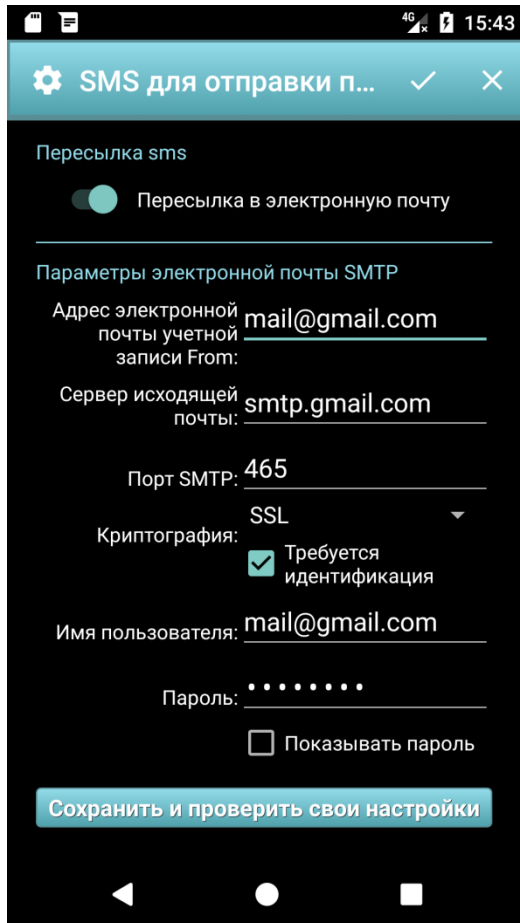 4G 15:43
SMS для отправки п...
Пересылка sms
Пересылка в электронную почту
Параметры электронной почты SMTP
Адрес электронной
почты учетной
записи From:
mail@gmail.com
Сервер исходящей
почты:
smtp.gmail.com
Порт SMTP: 465
Криптография:
SSL
Требуется
идентификация
Имя пользователя: mail@gmail.com
Пароль: ••••••••
Показывать пароль
Сохранить и проверить свои настройки